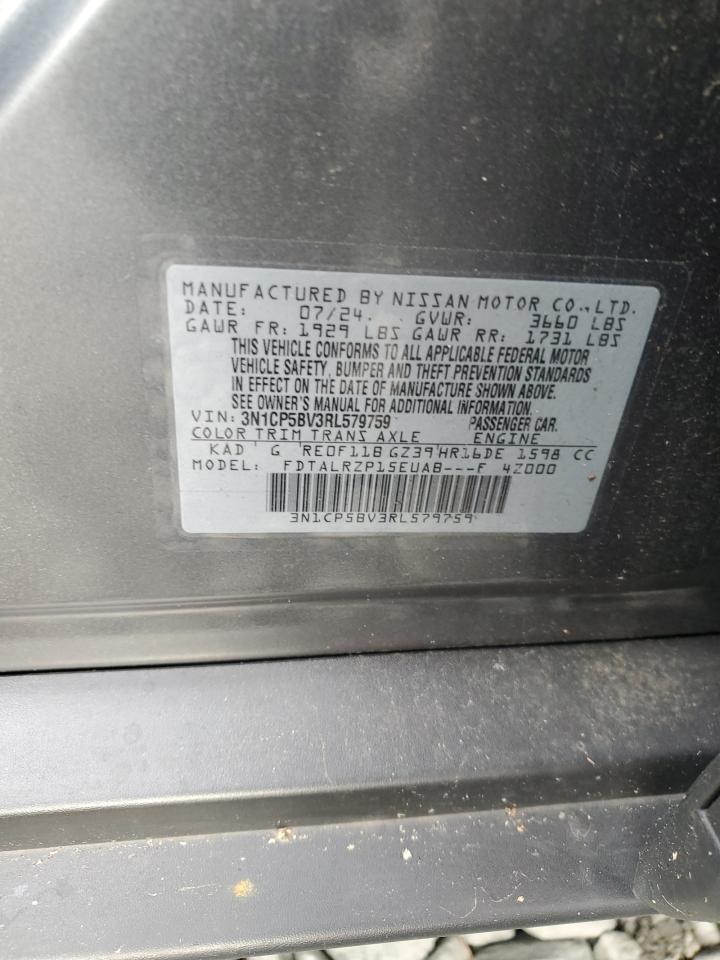 MANUFACTURED BY NISSAN MOTOR CO.,LTD.
DATE: 07/24. GVWR: 3660 LBS
GAWR FR: 1929 LBS GAWR RR: 1731 LBS
THIS VEHICLE CONFORMS TO ALL APPLICABLE FEDERAL MOTOR
VEHICLE SAFETY, BUMPER AND THEFT PREVENTION STANDARDS
IN EFFECT ON THE DATE OF MANUFACTURE SHOWN ABOVE.
SEE OWNER'S MANUAL FOR ADDITIONAL INFORMATION.
VIN: 3N1CP5BV3RL579759 PASSENGER CAR.
COLOR TRIM TRANS AXLE ENGINE
KAD G RE0F11B GZ39 HR16DE 1598 CC
MODEL: FDTALRZP15EUAB---F 4Z000
3N1CP5BV3RL579759